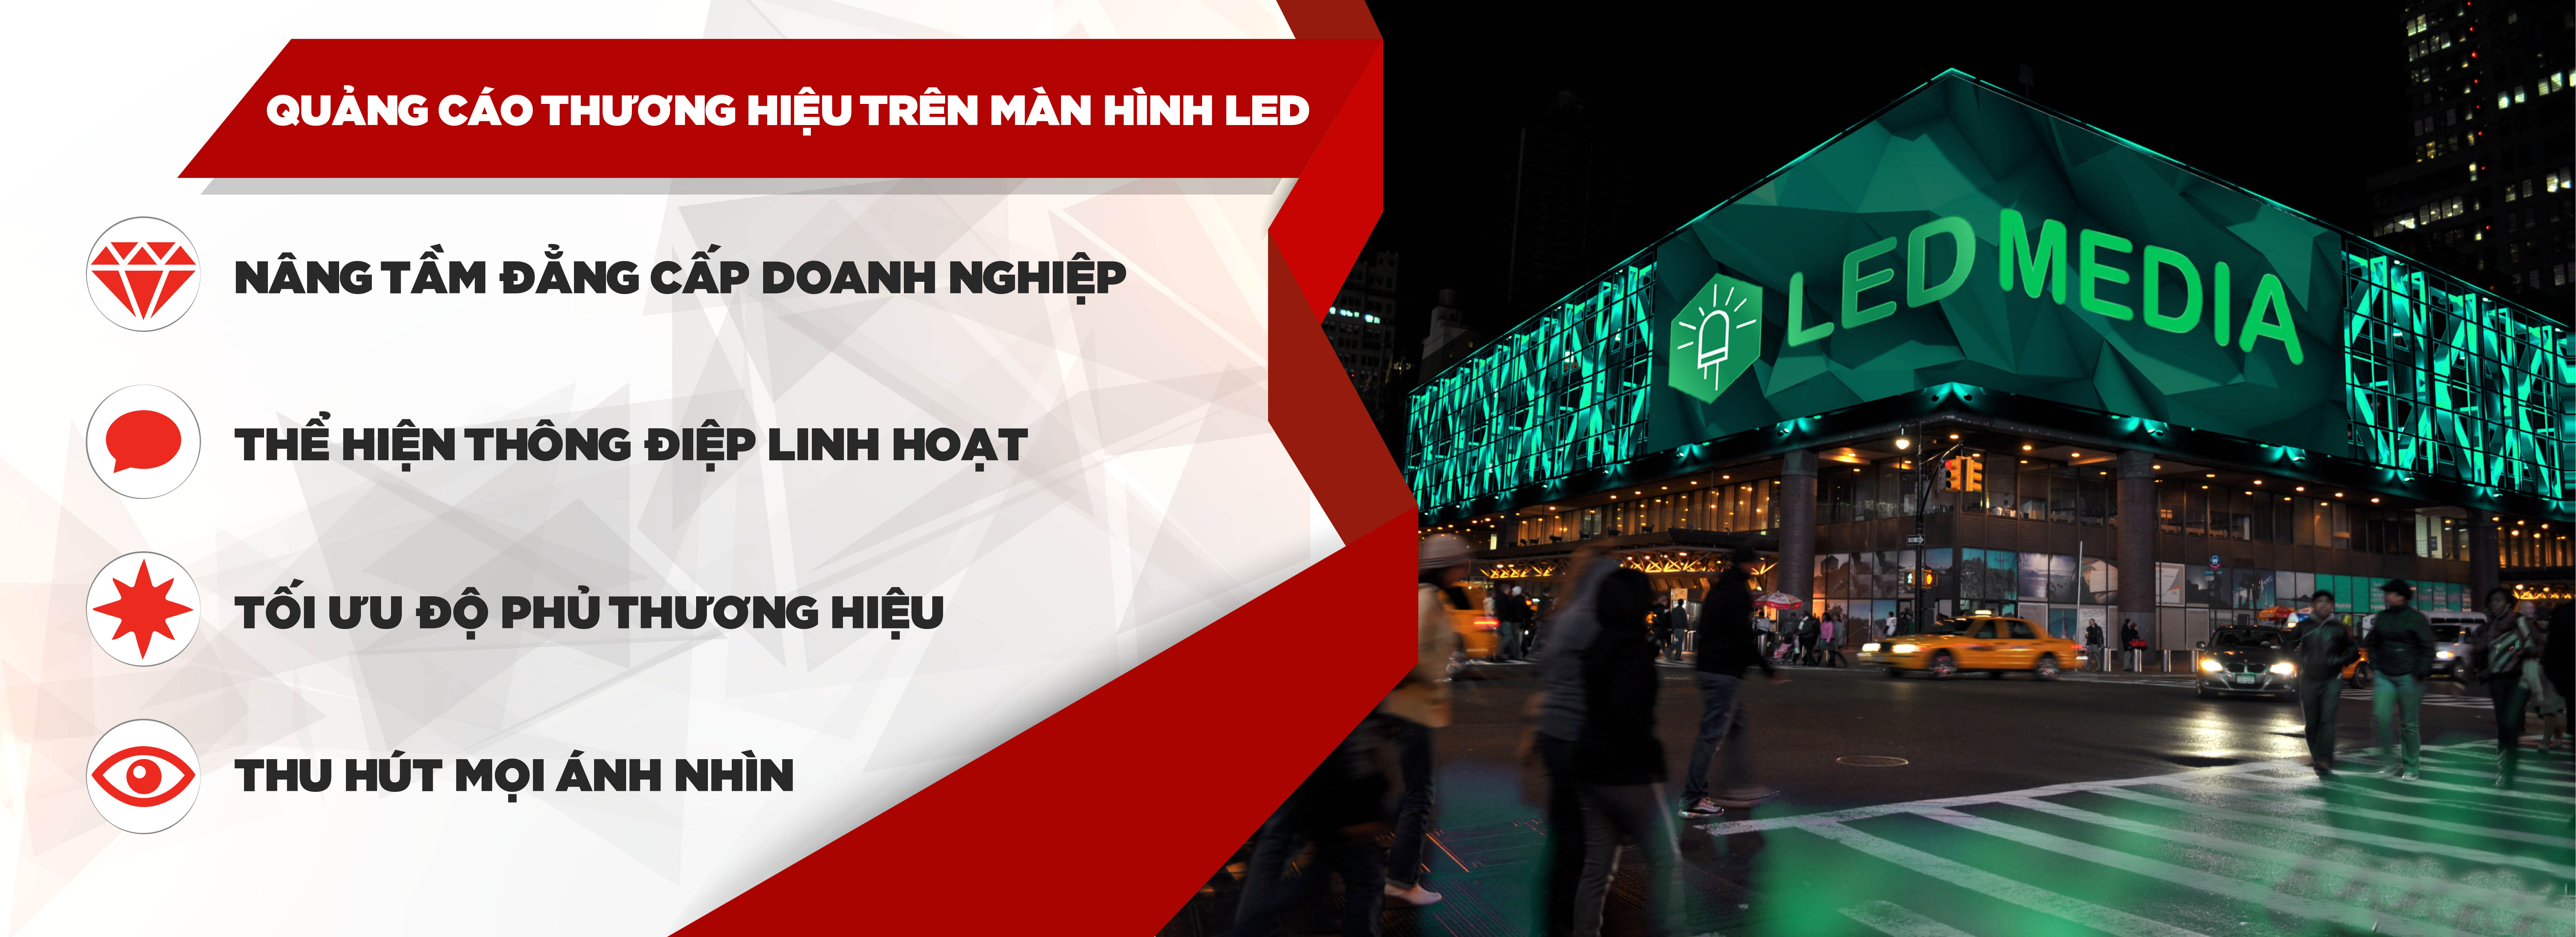 QUẢNG CÁO THƯƠNG HIỆU TRÊN MÀN HÌNH LED
NÂNG TẦM ĐẲNG CẤP DOANH NGHIỆP
THỂ HIỆN THÔNG ĐIỆP LINH HOẠT
TỐI ƯU ĐỘ PHỦ THƯƠNG HIỆU
THU HÚT MỌI ÁNH NHÌN
LED MEDIA